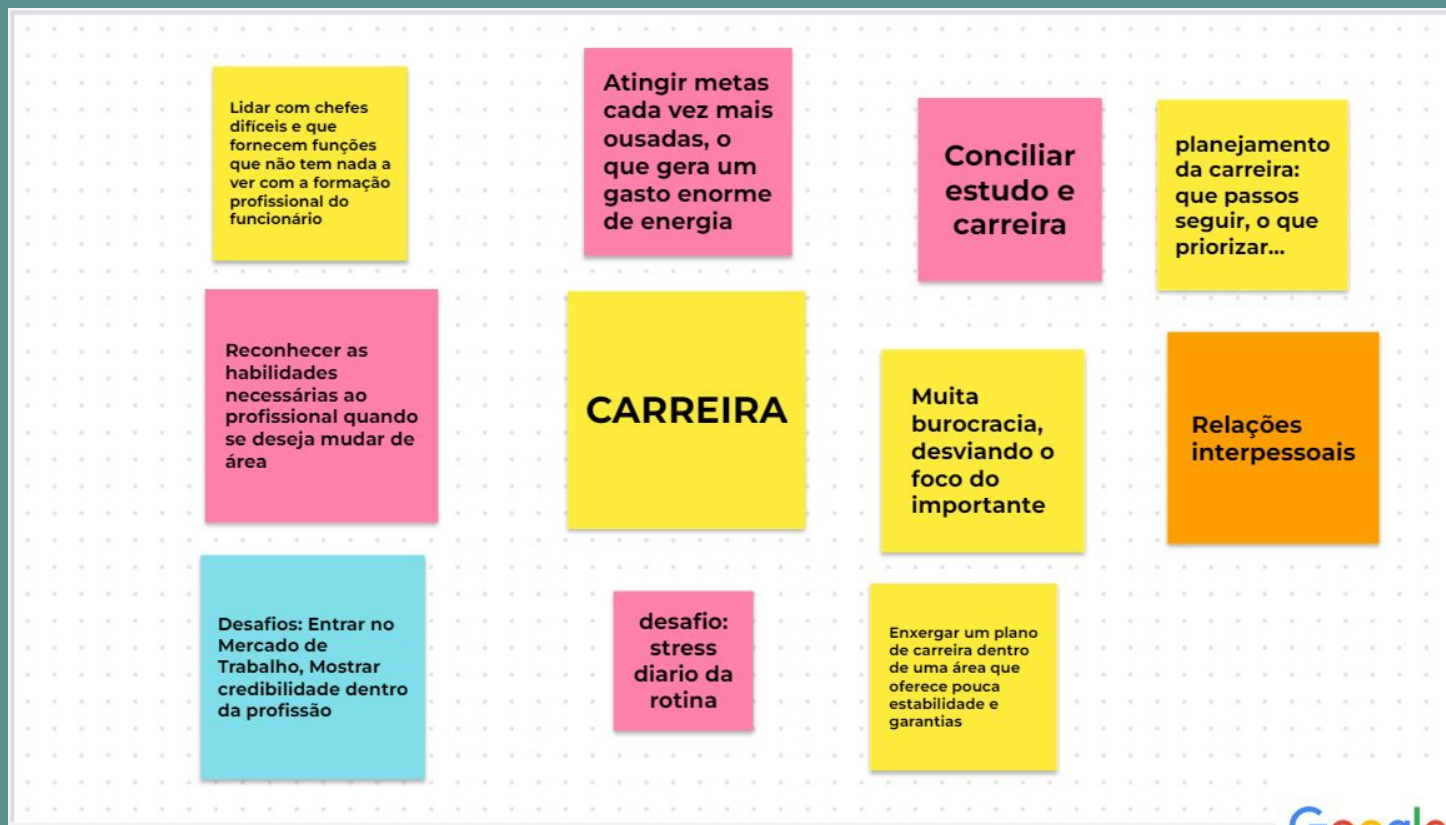 Lidar com chefes
difíceis e que
fornecem funções
que não tem nada a
ver com a formação
profissional do
funcionário
Atingir metas
cada vez mais
ousadas, o
que gera um
gasto enorme
de energia
Conciliar
estudo e
carreira
planejamento
da carreira:
que passos
seguir, o que
priorizar...
Reconhecer as
habilidades
necessárias ao
profissional quando
se deseja mudar de
área
CARREIRA
Muita
burocracia,
desviando o
foco do
importante
Relações
interpessoais
Desafios: Entrar no
Mercado de
Trabalho, Mostrar
credibilidade dentro
da profissão
desafio:
stress
diario da
rotina
Enxergar um plano
de carreira dentro
de uma área que
oferece pouca
estabilidade e
garantias
Google